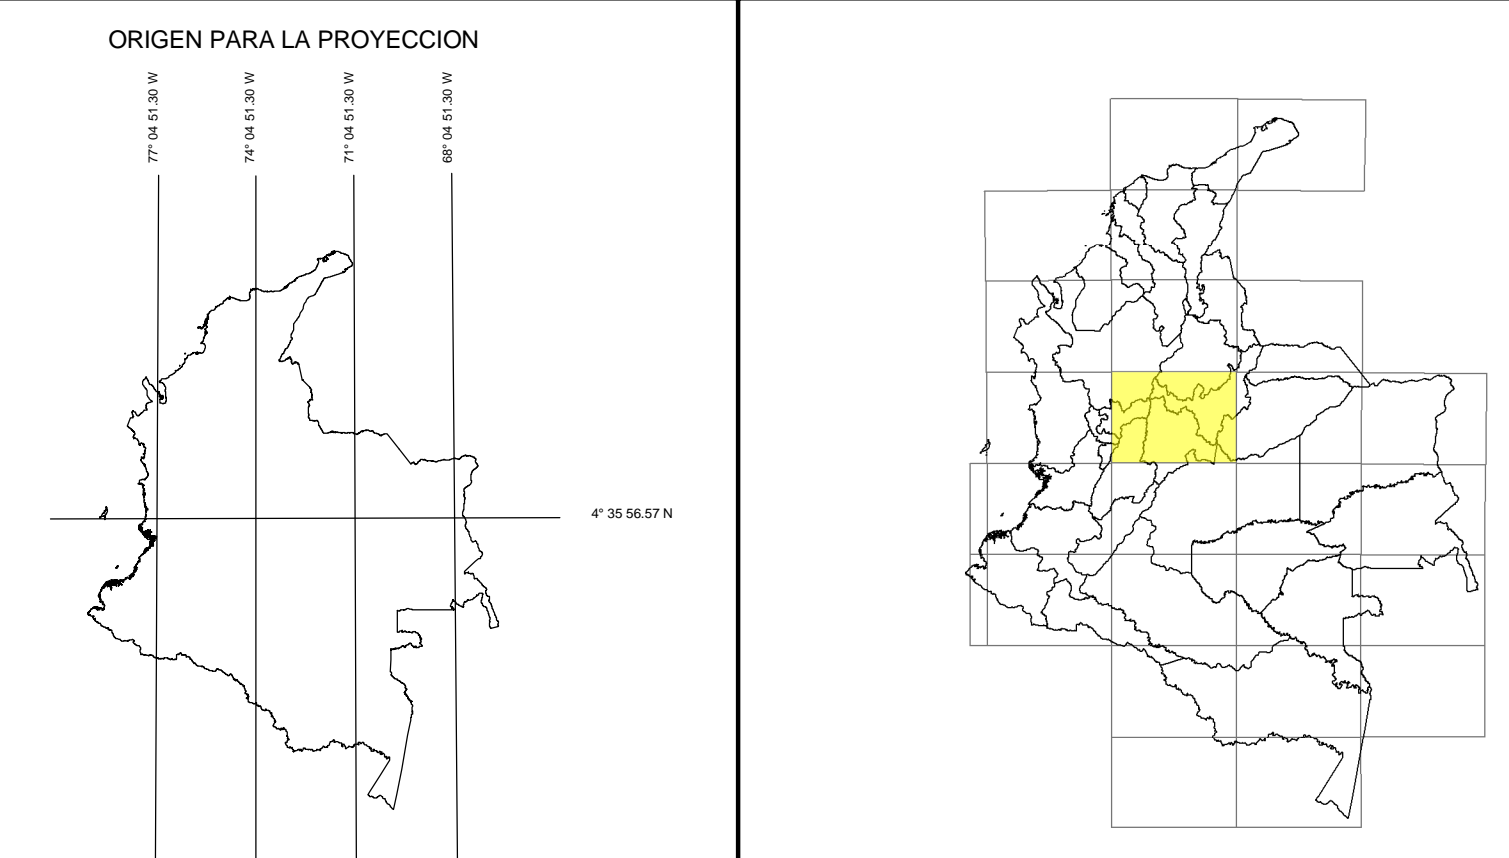 ORIGEN PARA LA PROYECCION
77° 04 51.30 W
74° 04 51.30 W
71° 04 51.30 W
68° 04 51.30 W
4° 35 56.57 N